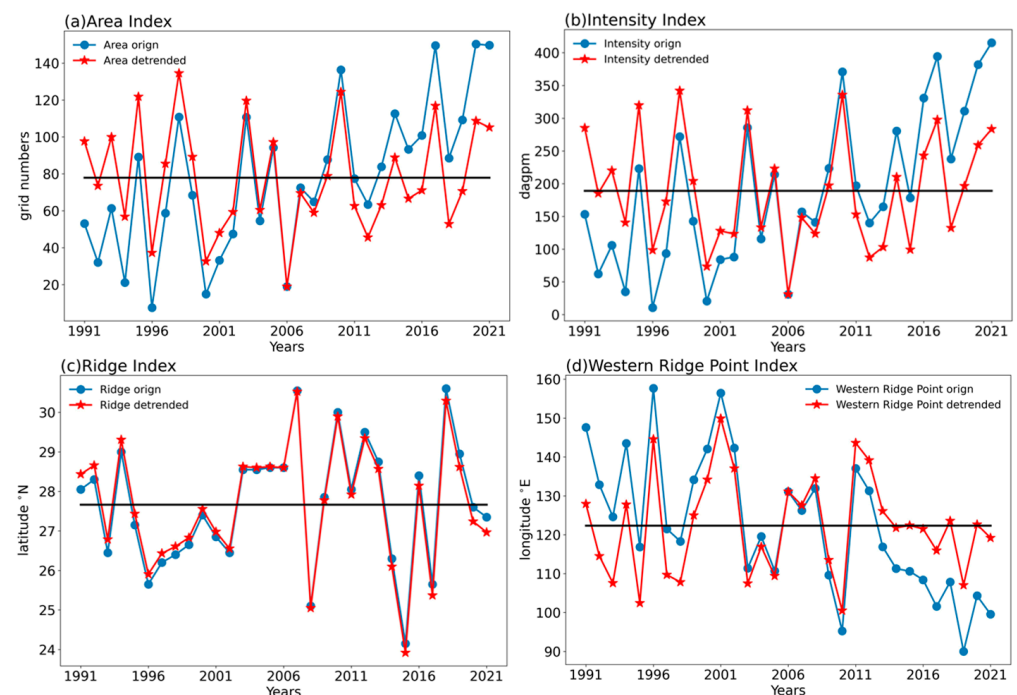 (a)Area Index
Area orign
Area detrended
grid numbers
140
120
100
80
60
40
20
1991 1996 2001 2006 2011 2016 2021
Years
(b)Intensity Index
Intensity orign
Intensity detrended
dagpm
400
350
300
250
200
150
100
50
0
1991 1996 2001 2006 2011 2016 2021
Years
(c)Ridge Index
Ridge orign
Ridge detrended
latitude °N
30
29
28
27
26
25
24
1991 1996 2001 2006 2011 2016 2021
Years
(d)Western Ridge Point Index
Western Ridge Point orign
Western Ridge Point detrended
longitude °E
160
150
140
130
120
110
100
90
1991 1996 2001 2006 2011 2016 2021
Years